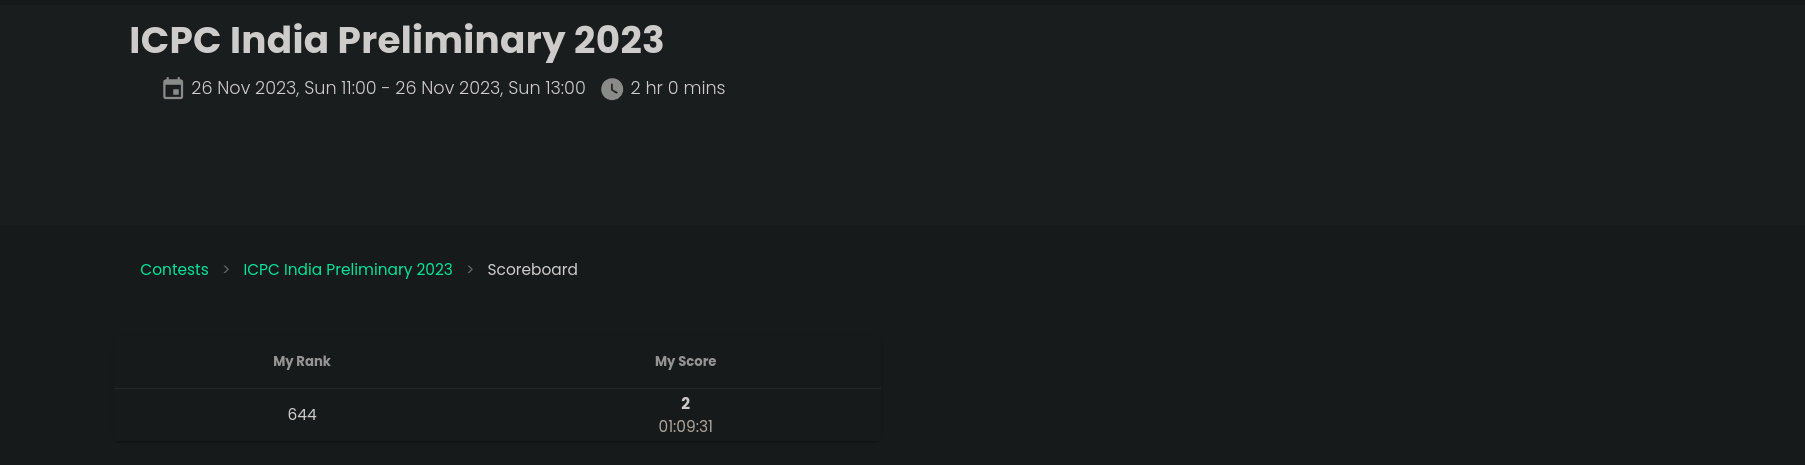 ICPC India Preliminary 2023
26 Nov 2023, Sun 11:00 - 26 Nov 2023, Sun 13:00 2 hr 0 mins
Contests > ICPC India Preliminary 2023 > Scoreboard
My Rank My Score
644 2
01:09:31